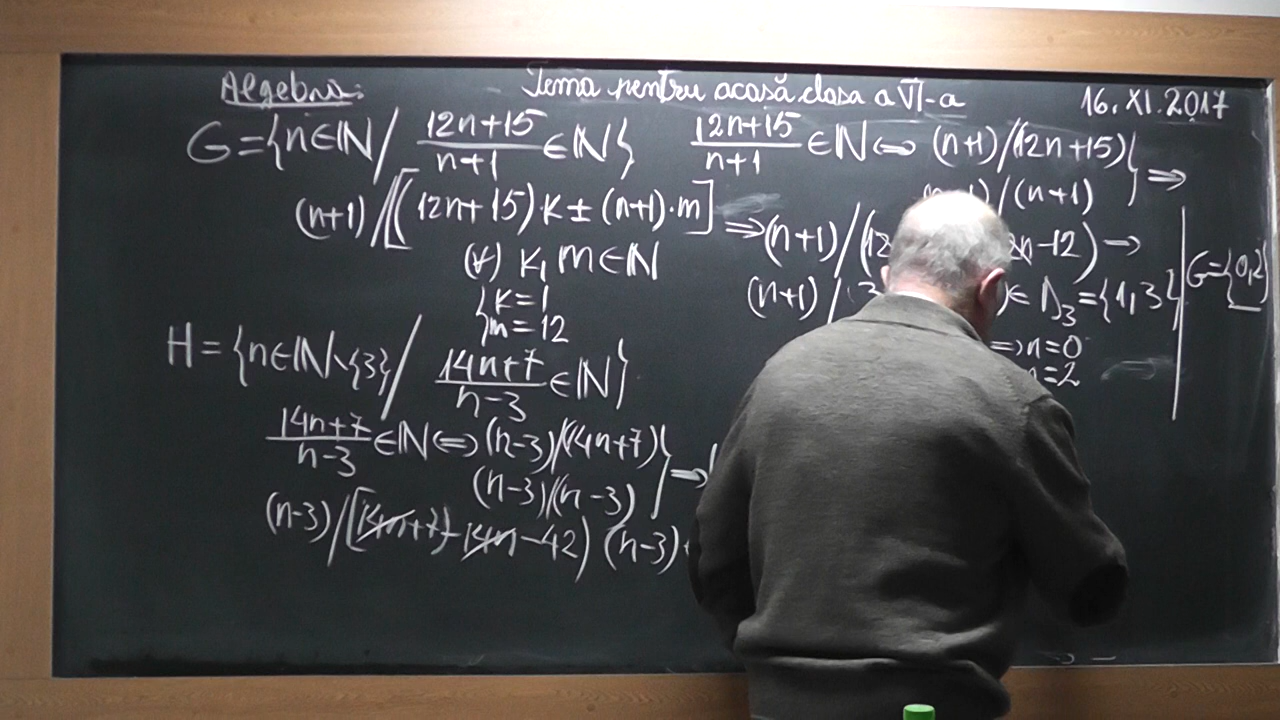 Algebra: Tema pentru acasă clasa a VI-a 16.XI.2017
G={n∈ℕ/ (12n+15)/(n+1) ∈ℕ} (12n+15)/(n+1) ∈ℕ ⇔ (n+1)/(12n+15)} ⇒
/(n+1)
(n+1)/[(12n+15)·K±(n+1)·m] ⇒(n+1)/(12 n-12) →
(∀) K, m∈ℕ
(n+1)/ ∈ D₃={1,3} G={0,2}
{K=1
{m=12
⇒n=0
=2
H={n∈ℕ\{3}/ (14n+7)/(n-3) ∈ℕ}
(14n+7)/(n-3) ∈ℕ⇔(n-3)/(14n+7)} ⇒
(n-3)/(n-3)
(n-3)/[(14n+7)-14n-42) (n-3)